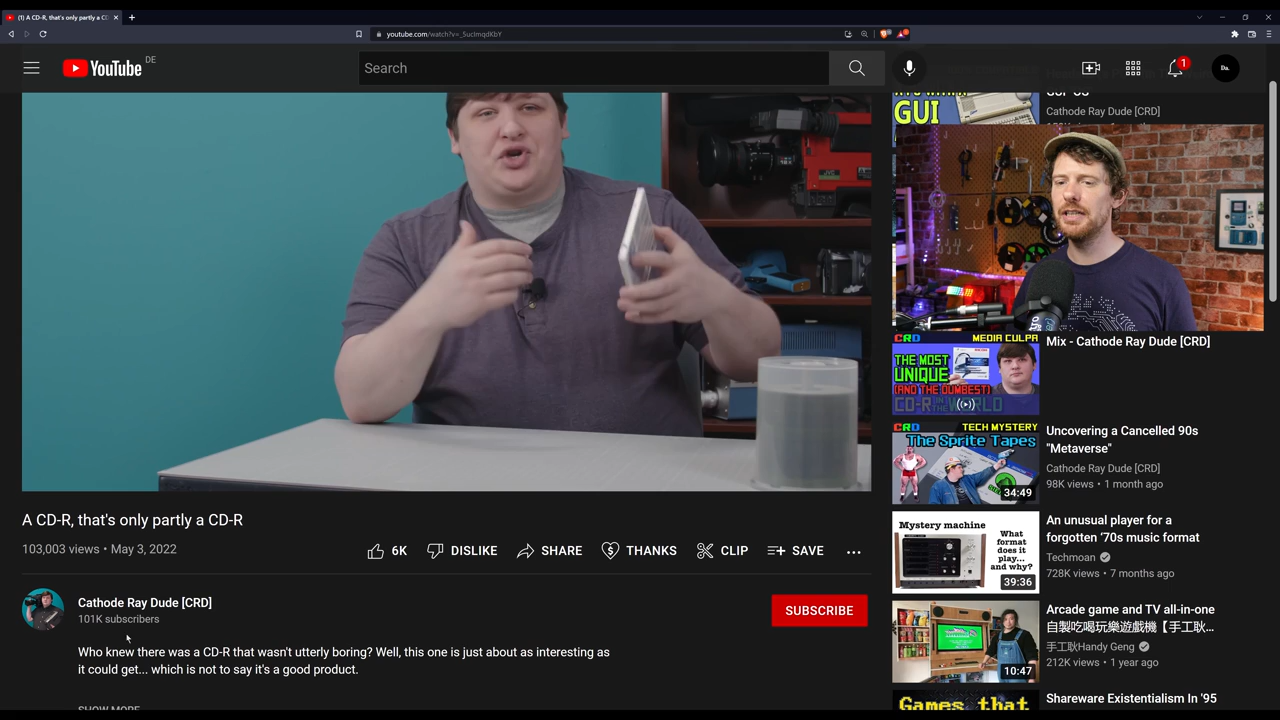 (1) A CD-R, that's only partly a CD
youtube.com/watch?v=_SucImqdKbY
YouTube DE
Search
1
Da.
GUI
Cathode Ray Dude [CRD]
CRD MEDIA CULPA
THE MOST
UNIQUE
(AND THE DUMBEST)
CD-R IN THE WORLD
Mix - Cathode Ray Dude [CRD]
CRD TECH MYSTERY
The Sprite Tapes
34:49
Uncovering a Cancelled 90s
"Metaverse"
Cathode Ray Dude [CRD]
98K views • 1 month ago
Mystery machine
What
format
does it
play...
and why?
39:36
An unusual player for a
forgotten '70s music format
Techmoan
728K views • 7 months ago
10:47
Arcade game and TV all-in-one
自製吃喝玩樂遊戲機【手工耿...
手工耿Handy Geng
212K views • 1 year ago
Games that
Shareware Existentialism In '95
A CD-R, that's only partly a CD-R
103,003 views • May 3, 2022
6K DISLIKE SHARE THANKS CLIP SAVE ...
Cathode Ray Dude [CRD]
101K subscribers
SUBSCRIBE
Who knew there was a CD-R that wasn't utterly boring? Well, this one is just about as interesting as
it could get... which is not to say it's a good product.
SHOW MORE